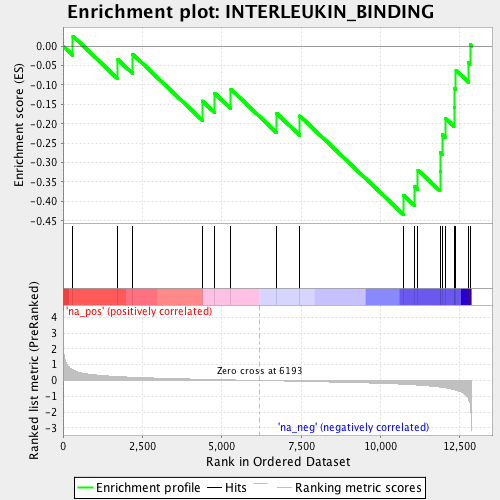 Enrichment plot: INTERLEUKIN_BINDING
Enrichment score (ES)
0.00
-0.05
-0.10
-0.15
-0.20
-0.25
-0.30
-0.35
-0.40
-0.45
'na_pos' (positively correlated)
Ranked list metric (PreRanked)
4
3
2
1
0
-1
-2
-3
Zero cross at 6193
'na_neg' (negatively correlated)
0 2,500 5,000 7,500 10,000 12,500
Rank in Ordered Dataset
Enrichment profile Hits Ranking metric scores